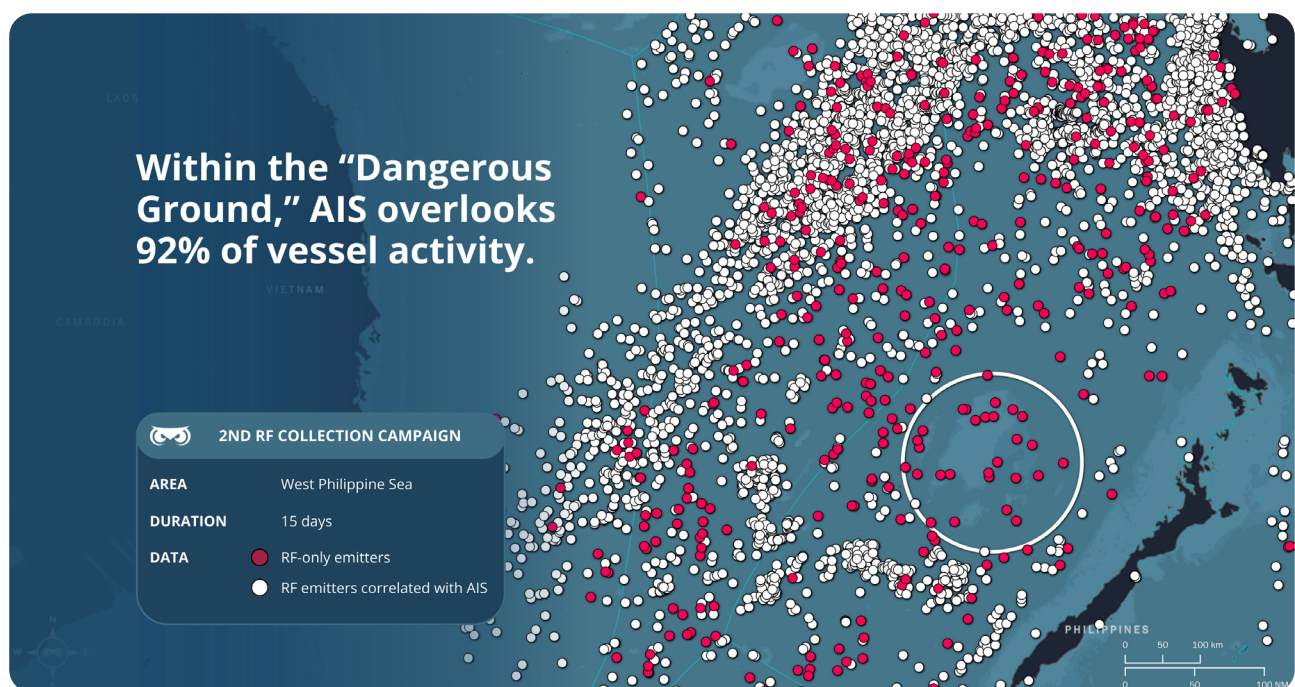 LAOS
Within the “Dangerous
Ground,” AIS overlooks
92% of vessel activity.
VIETNAM
CAMBODIA
2ND RF COLLECTION CAMPAIGN
AREA West Philippine Sea
DURATION 15 days
DATA RF-only emitters
RF emitters correlated with AIS
N
W E
PHILIPPINES
0 50 100 km
0 50 100 NM